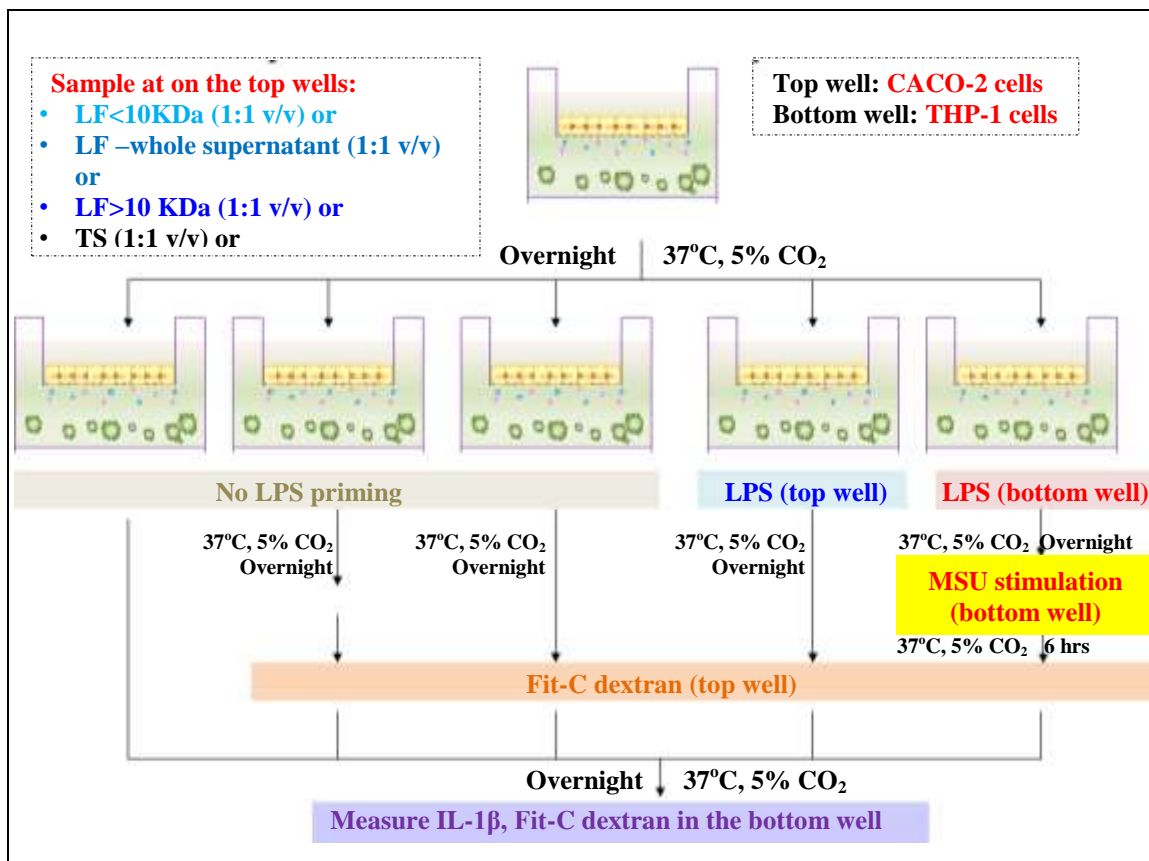 Sample at on the top wells:
• LF<10KDa (1:1 v/v) or
• LF –whole supernatant (1:1 v/v)
or
• LF>10 KDa (1:1 v/v) or
• TS (1:1 v/v) or
Top well: CACO-2 cells
Bottom well: THP-1 cells
Overnight 37°C, 5% CO₂
No LPS priming
LPS (top well)
LPS (bottom well)
37°C, 5% CO₂
Overnight
37°C, 5% CO₂
Overnight
37°C, 5% CO₂
Overnight
37°C, 5% CO₂ Overnight
MSU stimulation
(bottom well)
37°C, 5% CO₂ 6 hrs
Fit-C dextran (top well)
Overnight 37°C, 5% CO₂
Measure IL-1β, Fit-C dextran in the bottom well